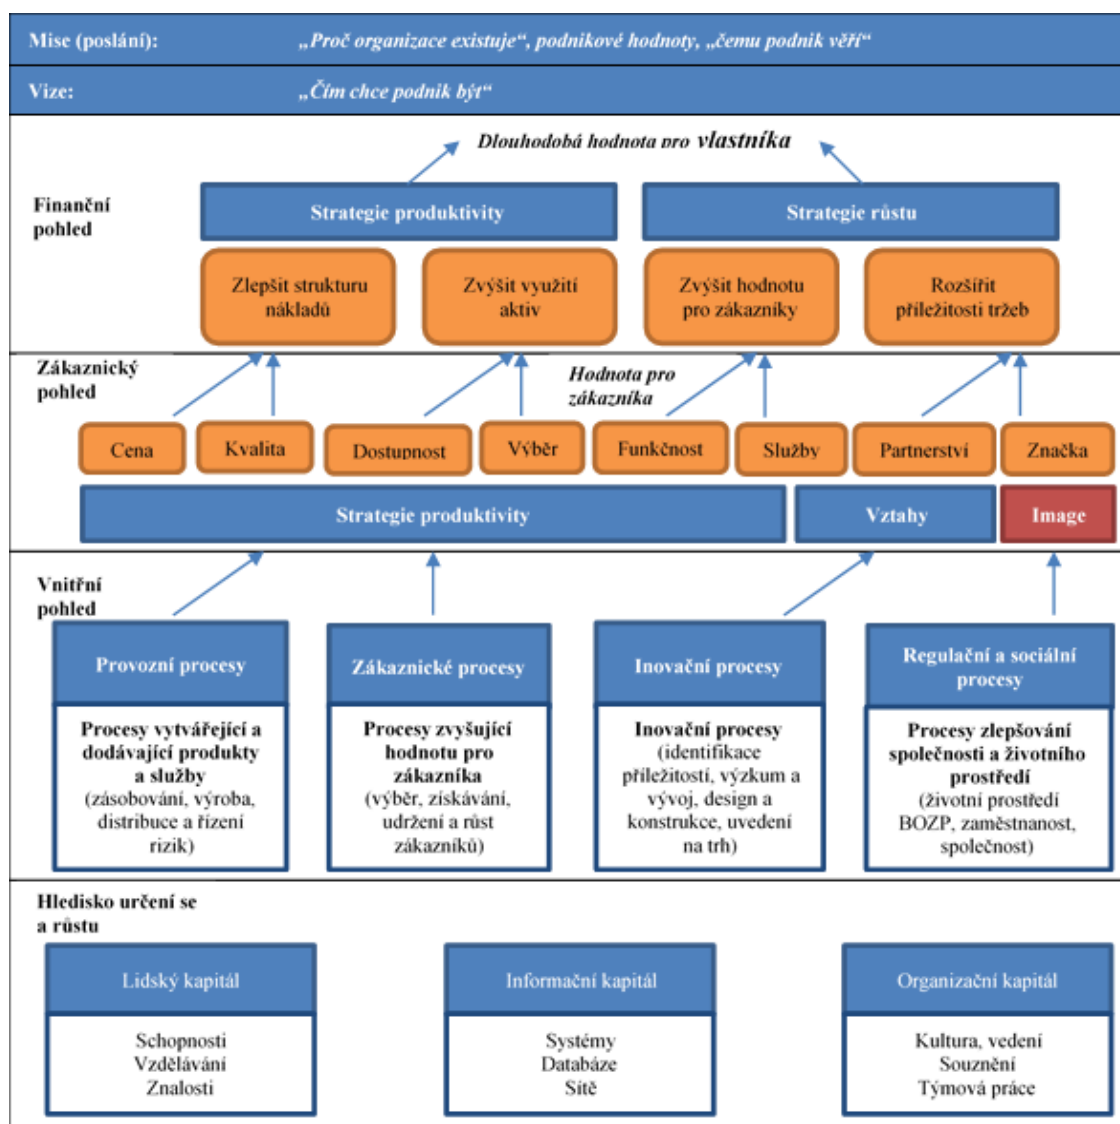 Mise (poslání): „Proč organizace existuje“, podnikové hodnoty, „čemu podnik věří“
Vize: „Čím chce podnik být“
Dlouhodobá hodnota pro vlastníka
Finanční
pohled
Strategie produktivity
Strategie růstu
Zlepšit strukturu
nákladů
Zvýšit využití
aktiv
Zvýšit hodnotu
pro zákazníky
Rozšířit
příležitosti tržeb
Zákaznický
pohled
Hodnota pro
zákazníka
Cena
Kvalita
Dostupnost
Výběr
Funkčnost
Služby
Partnerství
Značka
Strategie produktivity
Vztahy
Image
Vnitřní
pohled
Provozní procesy
Procesy vytvářející a
dodávající produkty
a služby
(zásobování, výroba,
distribuce a řízení
rizik)
Zákaznické procesy
Procesy zvyšující
hodnotu pro
zákazníka
(výběr, získávání,
udržení a růst
zákazníků)
Inovační procesy
Inovační procesy
(identifikace
příležitostí, výzkum a
vývoj, design a
konstrukce, uvedení
na trh)
Regulační a sociální
procesy
Procesy zlepšování
společnosti a životního
prostředí
(životní prostředí
BOZP, zaměstnanost,
společnost)
Hledisko určení se
a růstu
Lidský kapitál
Schopnosti
Vzdělávání
Znalosti
Informační kapitál
Systémy
Databáze
Sítě
Organizační kapitál
Kultura, vedení
Souznění
Týmová práce